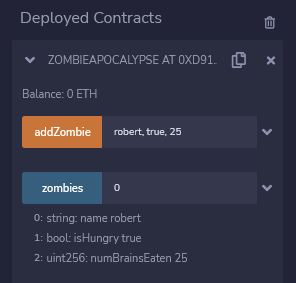 Deployed Contracts
ZOMBIEAPOCALYPSE AT 0XD91..
Balance: 0 ETH
addZombie robert, true, 25
zombies 0
0: string: name robert
1: bool: isHungry true
2: uint256: numBrainsEaten 25